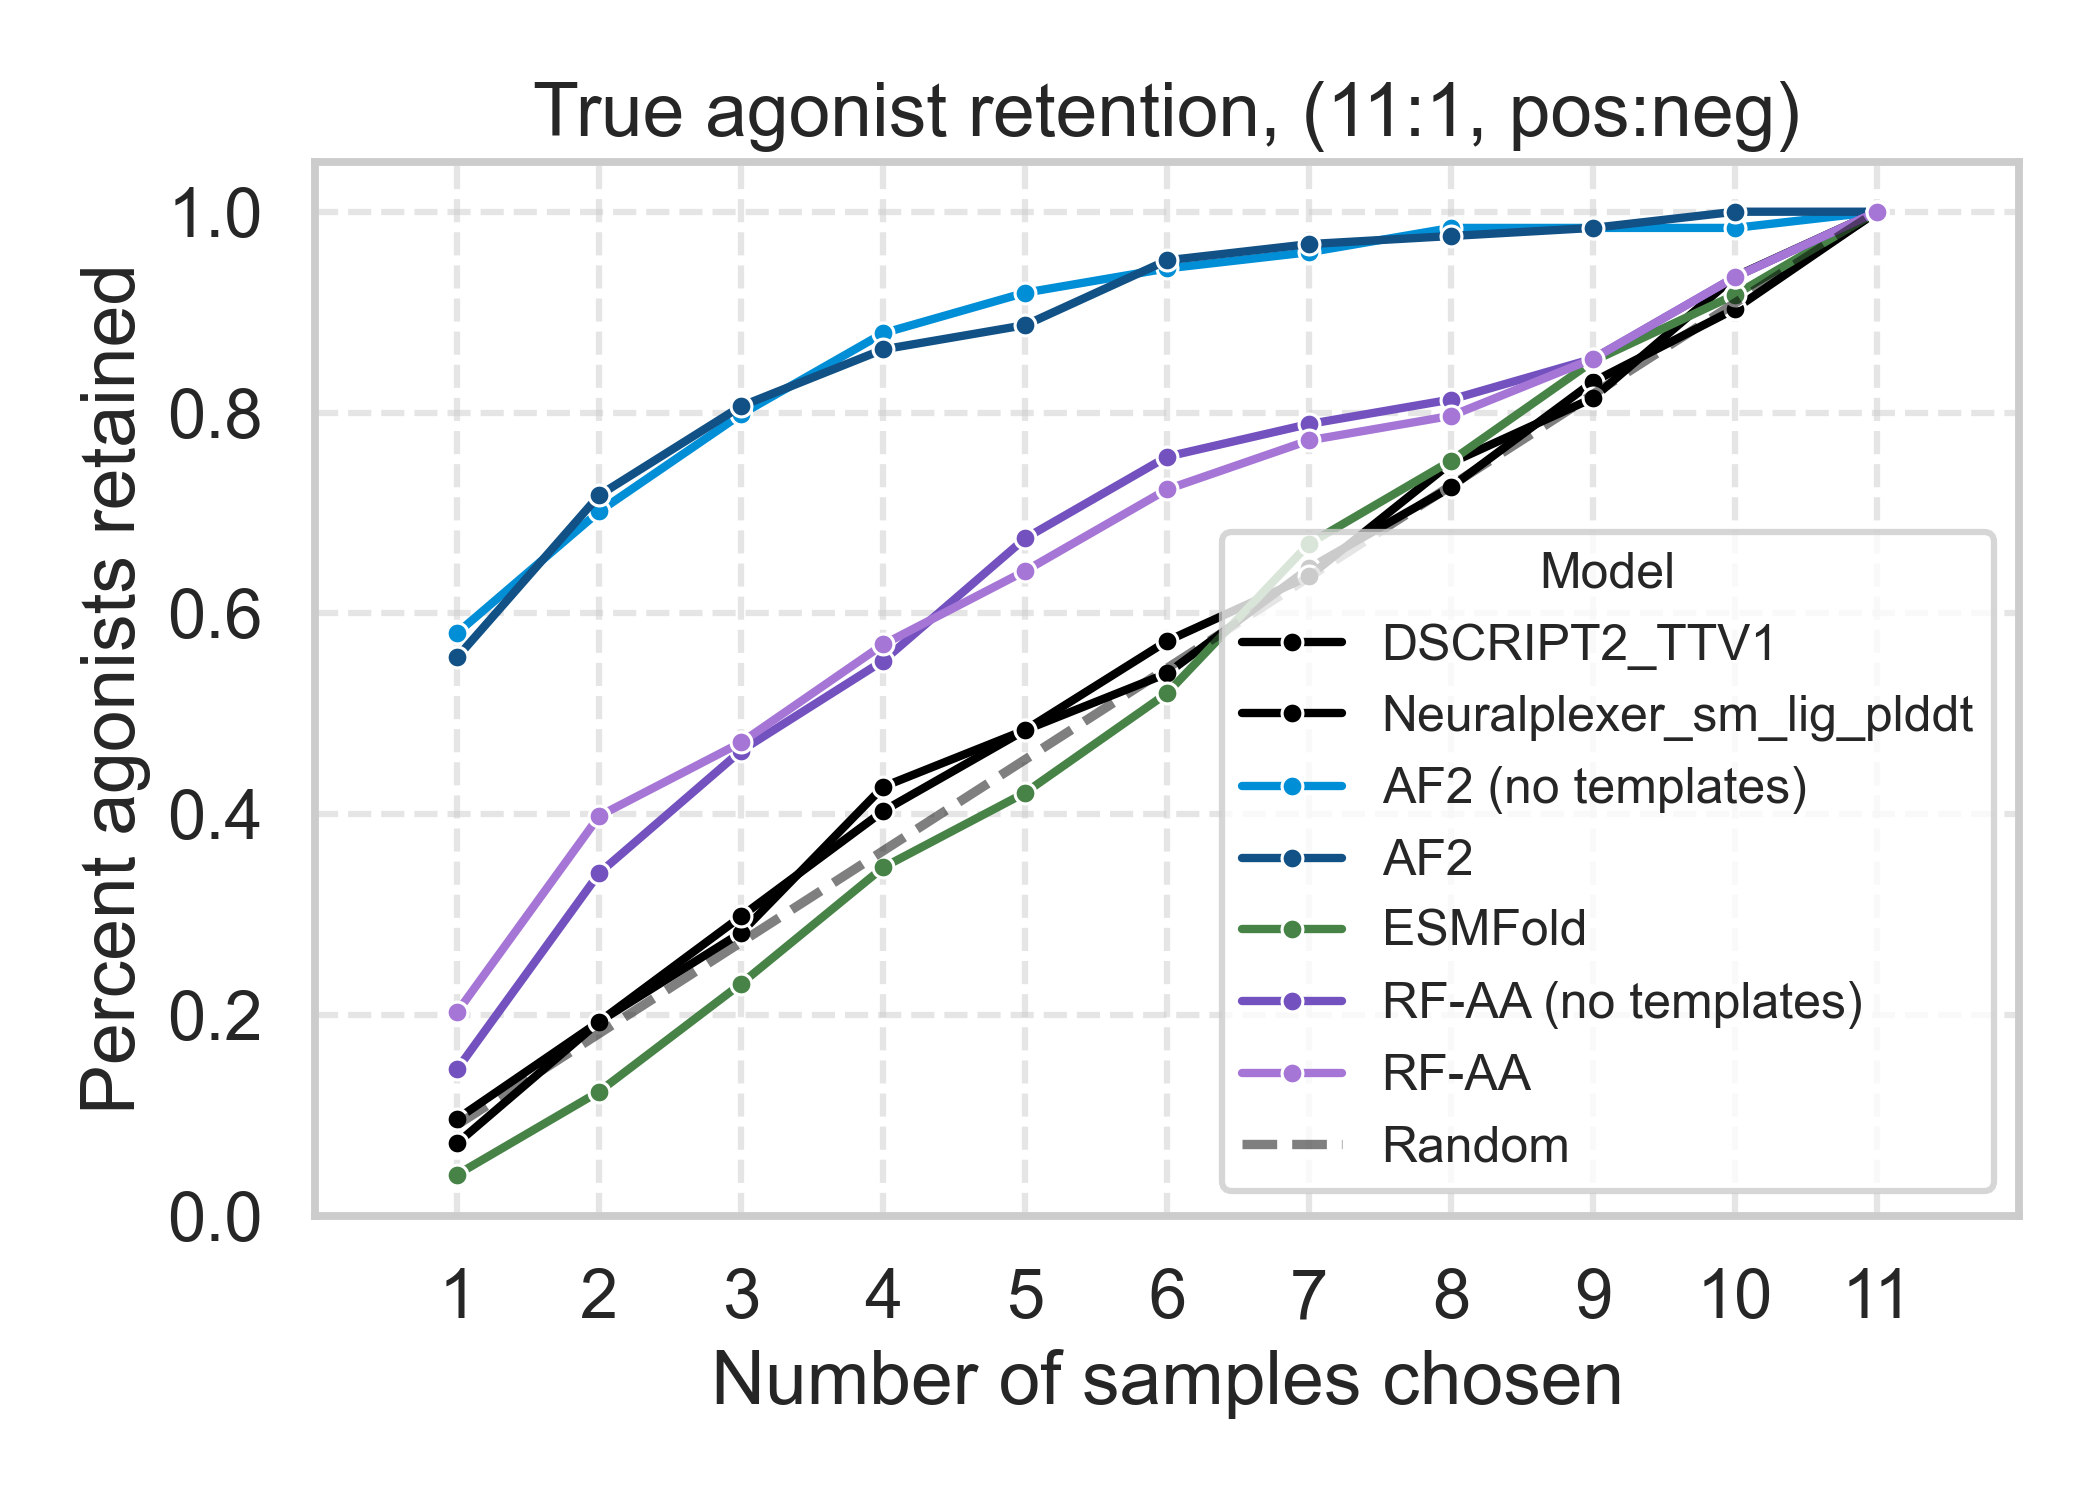 True agonist retention, (11:1, pos:neg)
Percent agonists retained
1.0
0.8
0.6
0.4
0.2
0.0
Model
DSCRIPT2_TTV1
Neuralplexer_sm_lig_plddt
AF2 (no templates)
AF2
ESMFold
RF-AA (no templates)
RF-AA
Random
1 2 3 4 5 6 7 8 9 10 11
Number of samples chosen